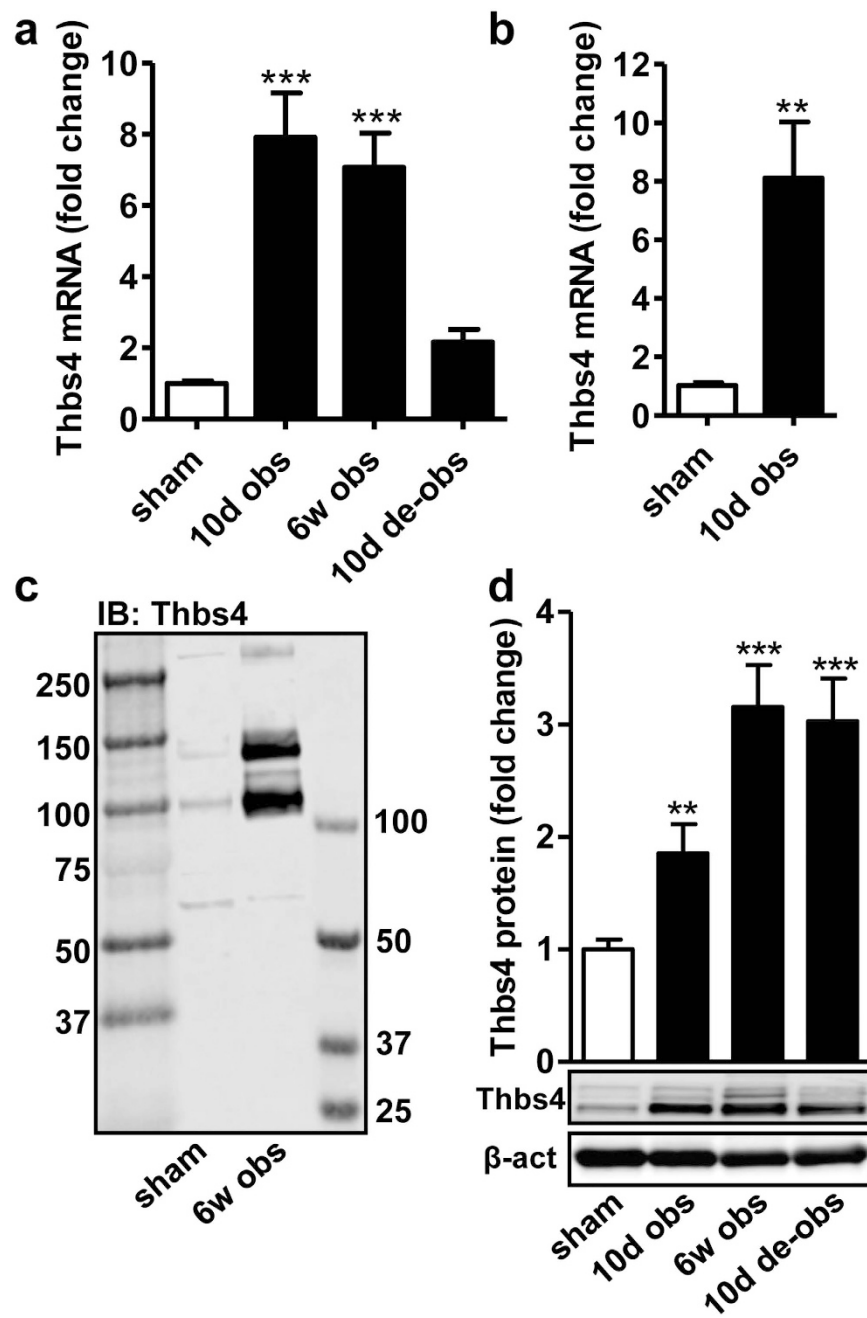 a
Thbs4 mRNA (fold change)
10
8
6
4
2
0
***
***
sham
10d obs
6w obs
10d de-obs
b
Thbs4 mRNA (fold change)
12
10
8
6
4
2
0
**
sham
10d obs
c
IB: Thbs4
250
150
100
75
50
37
100
50
37
25
sham
6w obs
d
Thbs4 protein (fold change)
4
3
2
1
0
**
***
***
Thbs4
β-act
sham
10d obs
6w obs
10d de-obs